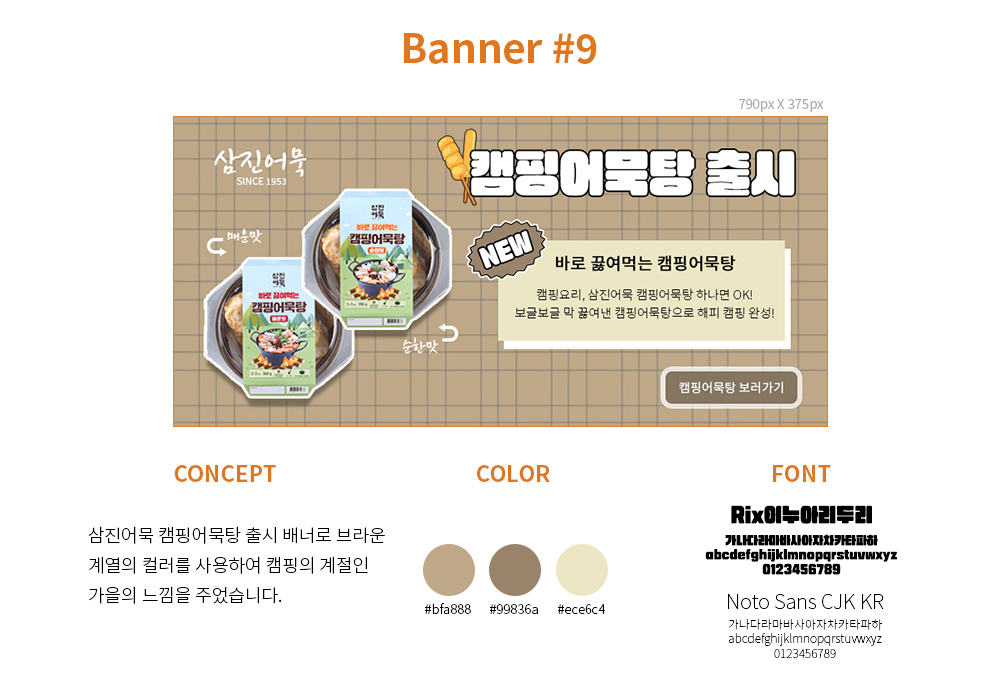 Banner #9
790px X 375px
삼진어묵
SINCE 1953
캠핑어묵탕 출시
매운맛
삼진
어묵
바로 끓여먹는
캠핑어묵탕
순한맛
삼진
어묵
바로 끓여먹는
캠핑어묵탕
매운맛
순한맛
NEW
바로 끓여먹는 캠핑어묵탕
캠핑요리, 삼진어묵 캠핑어묵탕 하나면 OK!
보글보글 막 끓여낸 캠핑어묵탕으로 해피 캠핑 완성!
캠핑어묵탕 보러가기
CONCEPT
삼진어묵 캠핑어묵탕 출시 배너로 브라운
계열의 컬러를 사용하여 캠핑의 계절인
가을의 느낌을 주었습니다.
COLOR
#bfa888 #99836a #ece6c4
FONT
Rix이누아리두리
가나다라마바사아자차카타파하
abcdefghijklmnopqrstuvwxyz
0123456789
Noto Sans CJK KR
가나다라마바사아자차카타파하
abcdefghijklmnopqrstuvwxyz
0123456789